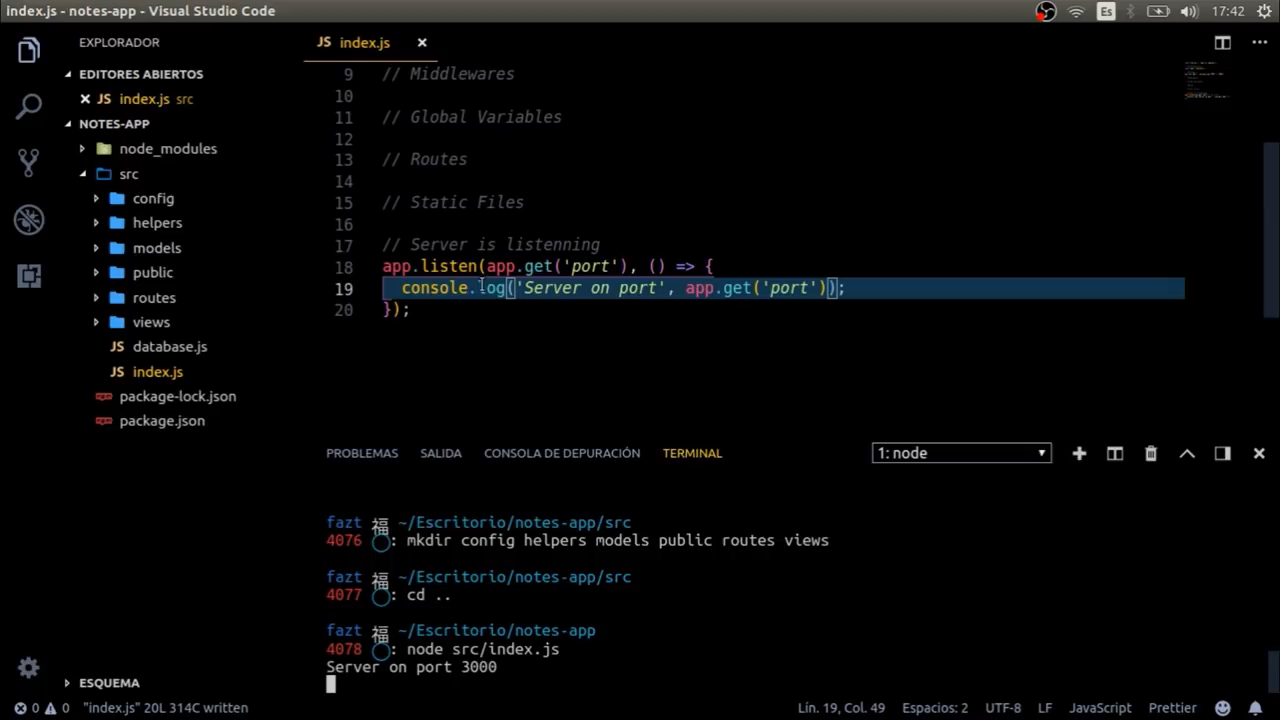 index.js - notes-app - Visual Studio Code
Es
17:42
EXPLORADOR
EDITORES ABIERTOS
JS index.js src
NOTES-APP
node_modules
src
config
helpers
models
public
routes
views
database.js
JS index.js
package-lock.json
package.json
ESQUEMA
JS index.js
9 // Middlewares
10
11 // Global Variables
12
13 // Routes
14
15 // Static Files
16
17 // Server is listenning
18 app.listen(app.get('port'), () => {
19 console.log('Server on port', app.get('port'));
20 });
PROBLEMAS SALIDA CONSOLA DE DEPURACIÓN TERMINAL 1: node
fazt 福 ~/Escritorio/notes-app/src
4076 : mkdir config helpers models public routes views
fazt 福 ~/Escritorio/notes-app/src
4077 : cd ..
fazt 福 ~/Escritorio/notes-app
4078 : node src/index.js
Server on port 3000
0 0 "index.js" 20L 314C written Lín. 19, Col. 49 Espacios: 2 UTF-8 LF JavaScript Prettier